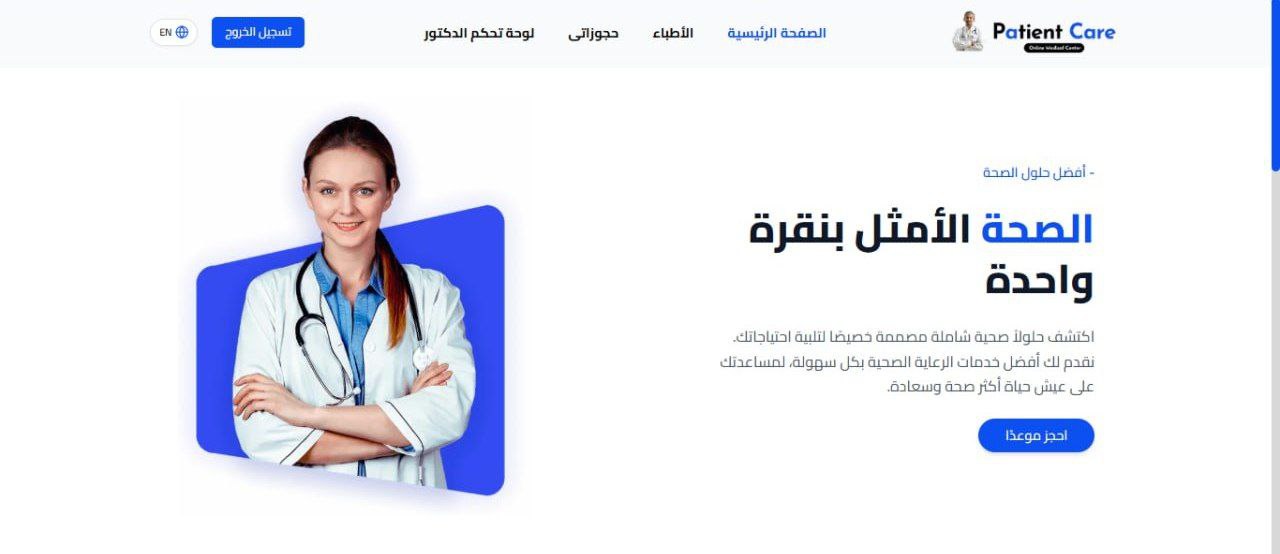 Patient Care
Online Medical Center
الصفحة الرئيسية
الأطباء
حجوزاتى
لوحة تحكم الدكتور
تسجيل الخروج
EN
- أفضل حلول الصحة
الصحة الأمثل بنقرة
واحدة
اكتشف حلولاً صحية شاملة مصممة خصيصًا لتلبية احتياجاتك.
نقدم لك أفضل خدمات الرعاية الصحية بكل سهولة، لمساعدتك
على عيش حياة أكثر صحة وسعادة.
احجز موعدًا